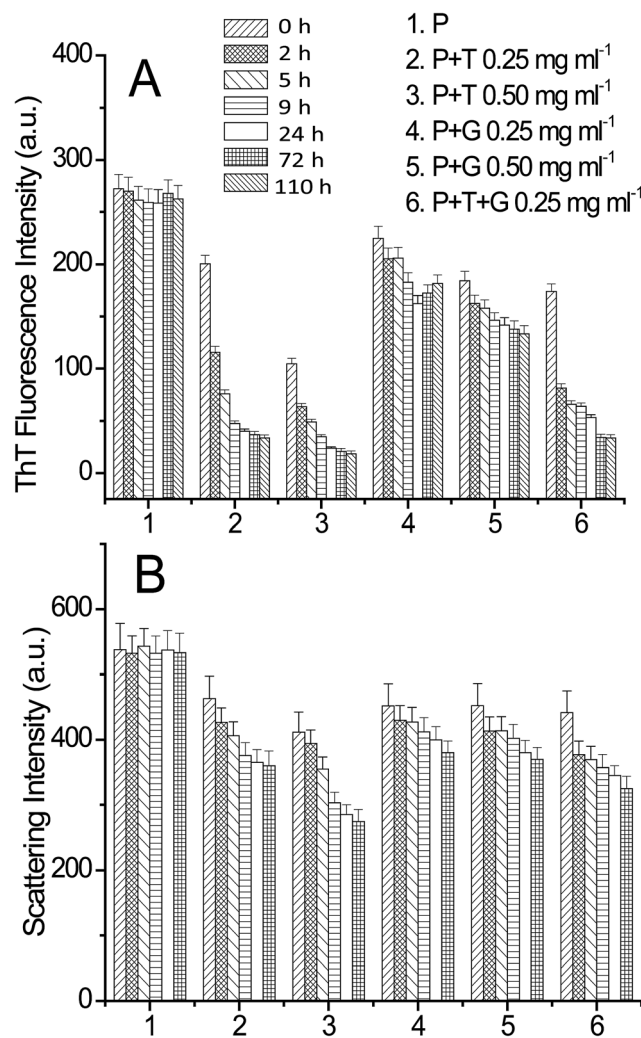 A
0 h
2 h
5 h
9 h
24 h
72 h
110 h
1. P
2. P+T 0.25 mg ml⁻¹
3. P+T 0.50 mg ml⁻¹
4. P+G 0.25 mg ml⁻¹
5. P+G 0.50 mg ml⁻¹
6. P+T+G 0.25 mg ml⁻¹
ThT Fluorescence Intensity (a.u.)
400
300
200
100
0
1 2 3 4 5 6
B
Scattering Intensity (a.u.)
600
400
200
0
1 2 3 4 5 6